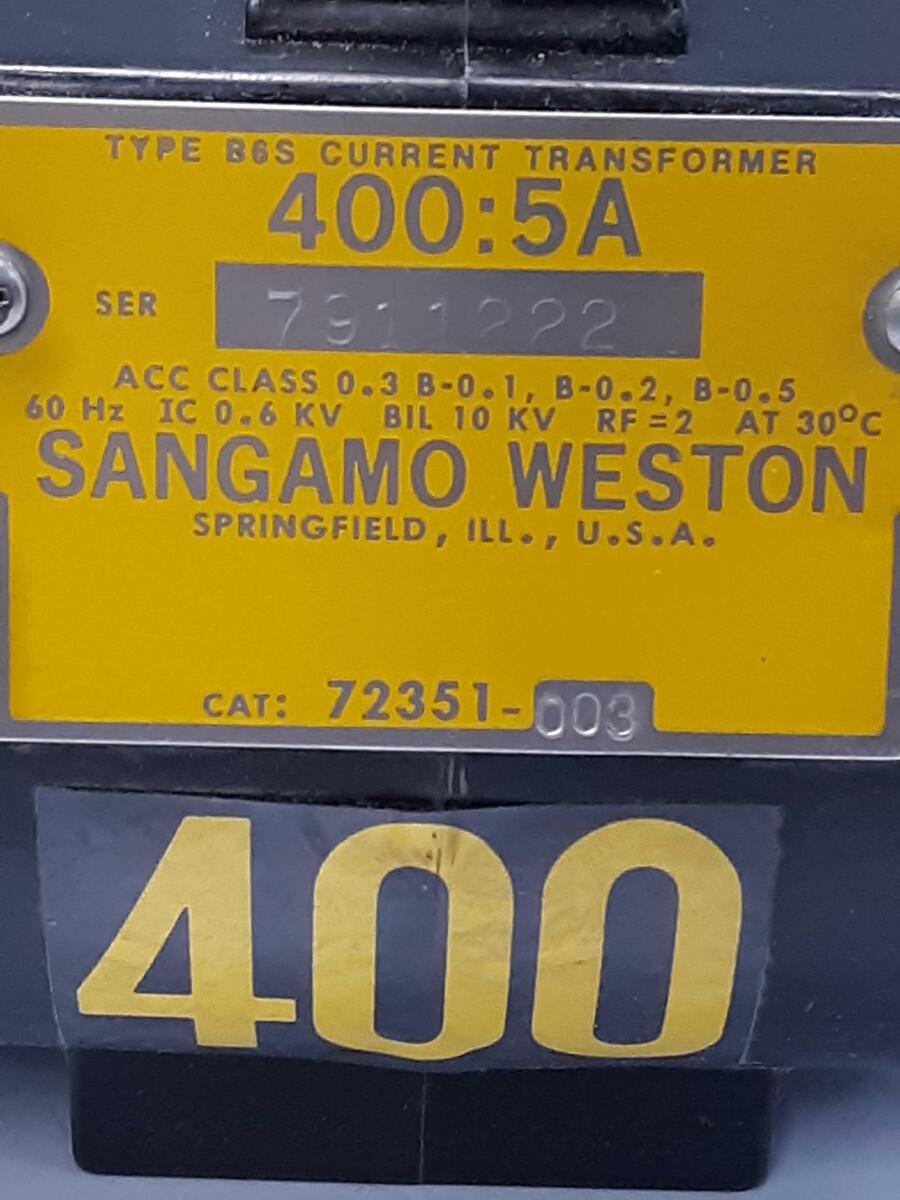 TYPE B6S CURRENT TRANSFORMER
400:5A
SER 7911222
ACC CLASS 0.3 B-0.1, B-0.2, B-0.5
60 Hz IC 0.6 KV BIL 10 KV RF=2 AT 30°C
SANGAMO WESTON
SPRINGFIELD, ILL., U.S.A.
CAT: 72351-003
400